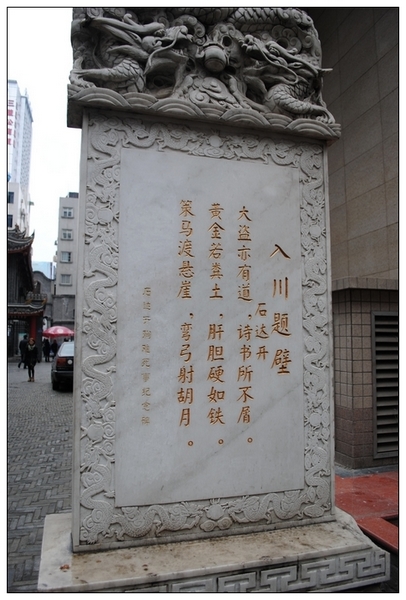 入川题壁
石达开
大盗亦有道,诗书所不屑。
黄金若粪土,肝胆硬如铁。
策马渡悬崖,弯弓射胡月。